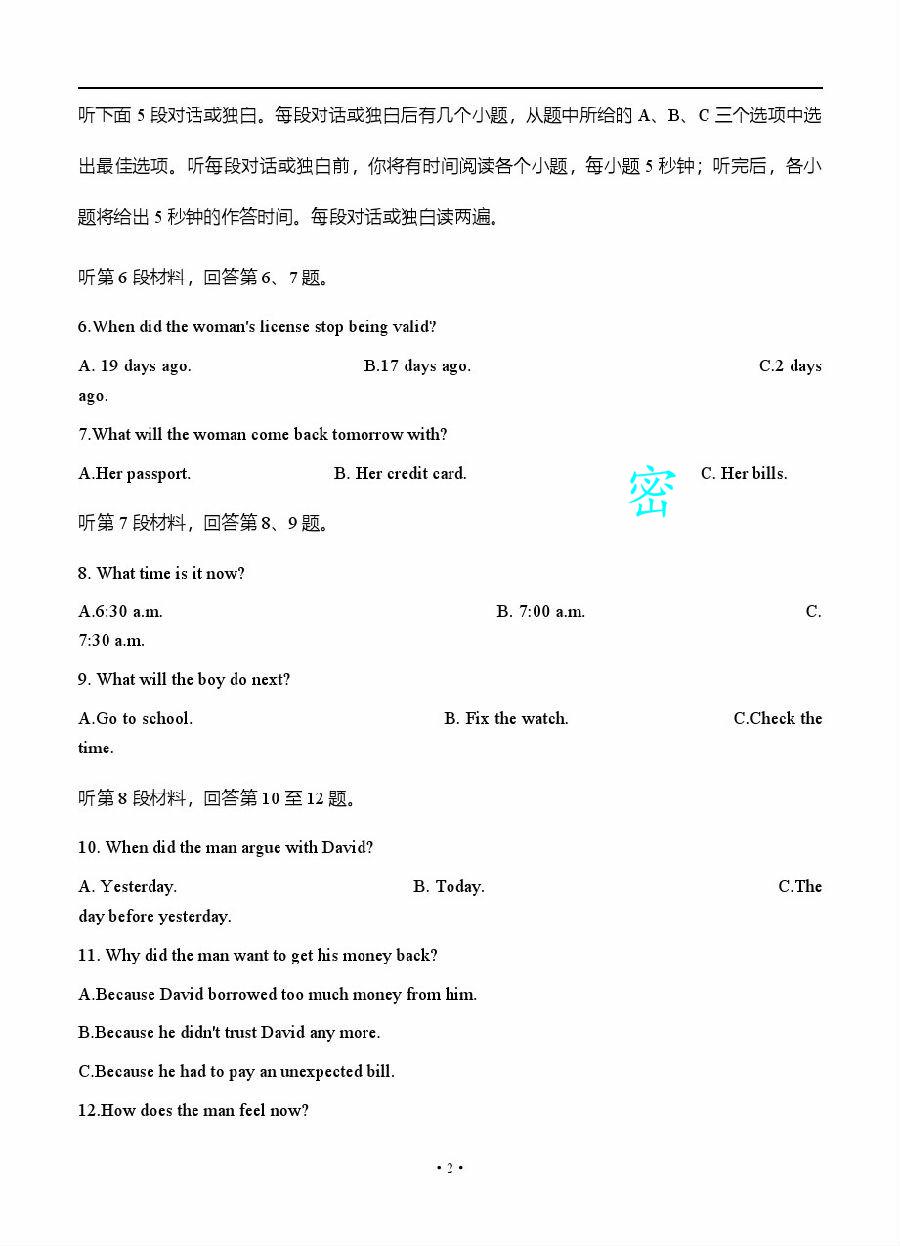 听下面 5 段对话或独白。每段对话或独白后有几个小题，从题中所给的 A、B、C 三个选项中选
出最佳选项。听每段对话或独白前，你将有时间阅读各个小题，每小题 5 秒钟；听完后，各小
题将给出 5 秒钟的作答时间。每段对话或独白读两遍。
听第 6 段材料，回答第 6、7 题。
6.When did the woman's license stop being valid?
A. 19 days ago. B.17 days ago. C.2 days
ago.
7.What will the woman come back tomorrow with?
A.Her passport. B. Her credit card. C. Her bills.
密
听第 7 段材料，回答第 8、9 题。
8. What time is it now?
A.6:30 a.m. B. 7:00 a.m. C.
7:30 a.m.
9. What will the boy do next?
A.Go to school. B. Fix the watch. C.Check the
time.
听第 8 段材料，回答第 10 至 12 题。
10. When did the man argue with David?
A. Yesterday. B. Today. C.The
day before yesterday.
11. Why did the man want to get his money back?
A.Because David borrowed too much money from him.
B.Because he didn't trust David any more.
C.Because he had to pay an unexpected bill.
12.How does the man feel now?
• 2 •